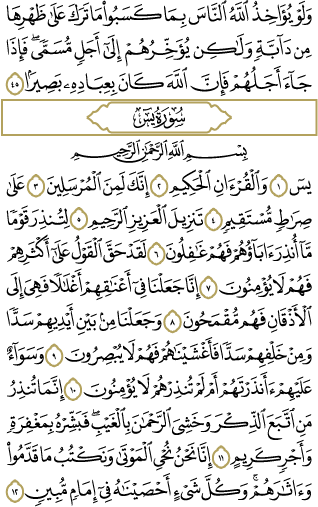 وَلَوْ يُؤَاخِذُ ٱللَّهُ ٱلنَّاسَ بِمَا كَسَبُوا۟ مَا تَرَكَ عَلَىٰ ظَهْرِهَا
مِن دَآبَّةٍ وَلَٰكِن يُؤَخِّرُهُمْ إِلَىٰٓ أَجَلٍ مُّسَمًّى ۖ فَإِذَا
جَآءَ أَجَلُهُمْ فَإِنَّ ٱللَّهَ كَانَ بِعِبَادِهِۦ بَصِيرًۢا ٤٥
سُورَةُ يسٓ
بِسْمِ ٱللَّهِ ٱلرَّحْمَٰنِ ٱلرَّحِيمِ
يسٓ ١ وَٱلْقُرْءَانِ ٱلْحَكِيمِ ٢ إِنَّكَ لَمِنَ ٱلْمُرْسَلِينَ ٣ عَلَىٰ
صِرَٰطٍ مُّسْتَقِيمٍ ٤ تَنزِيلَ ٱلْعَزِيزِ ٱلرَّحِيمِ ٥ لِتُنذِرَ قَوْمًا
مَّآ أُنذِرَ ءَابَآؤُهُمْ فَهُمْ غَٰفِلُونَ ٦ لَقَدْ حَقَّ ٱلْقَوْلُ عَلَىٰٓ أَكْثَرِهِمْ
فَهُمْ لَا يُؤْمِنُونَ ٧ إِنَّا جَعَلْنَا فِىٓ أَعْنَٰقِهِمْ أَغْلَٰلًا فَهِىَ إِلَى
ٱلْأَذْقَانِ فَهُم مُّقْمَحُونَ ٨ وَجَعَلْنَا مِنۢ بَيْنِ أَيْدِيهِمْ سَدًّا
وَمِنْ خَلْفِهِمْ سَدًّا فَأَغْشَيْنَٰهُمْ فَهُمْ لَا يُبْصِرُونَ ٩ وَسَوَآءٌ
عَلَيْهِمْ ءَأَنذَرْتَهُمْ أَمْ لَمْ تُنذِرْهُمْ لَا يُؤْمِنُونَ ١٠ إِنَّمَا تُنذِرُ
مَنِ ٱتَّبَعَ ٱلذِّكْرَ وَخَشِىَ ٱلرَّحْمَٰنَ بِٱلْغَيْبِ ۖ فَبَشِّرْهُ بِمَغْفِرَةٍ
وَأَجْرٍ كَرِيمٍ ١١ إِنَّا نَحْنُ نُحْىِ ٱلْمَوْتَىٰ وَنَكْتُبُ مَا قَدَّمُوا۟
وَءَاثَٰرَهُمْ ۚ وَكُلَّ شَىْءٍ أَحْصَيْنَٰهُ فِىٓ إِمَامٍ مُّبِينٍ ١٢